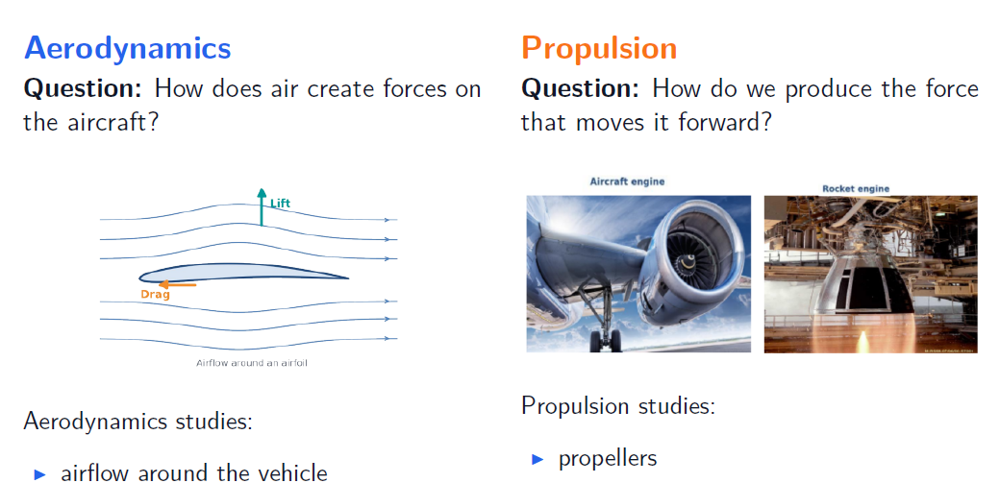 Aerodynamics
Question: How does air create forces on
the aircraft?
Lift
Drag
Airflow around an airfoil
Aerodynamics studies:
airflow around the vehicle
Propulsion
Question: How do we produce the force
that moves it forward?
Aircraft engine
Rocket engine
Propulsion studies:
propellers